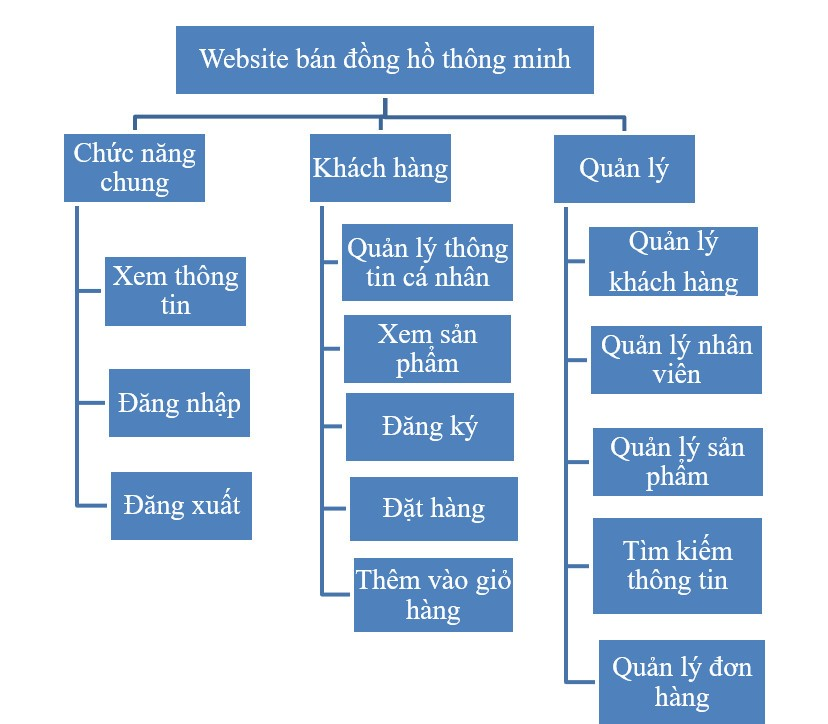 Website bán đồng hồ thông minh
Chức năng
chung
Xem thông
tin
Đăng nhập
Đăng xuất
Khách hàng
Quản lý thông
tin cá nhân
Xem sản
phẩm
Đăng ký
Đặt hàng
Thêm vào giỏ
hàng
Quản lý
Quản lý
khách hàng
Quản lý nhân
viên
Quản lý sản
phẩm
Tìm kiếm
thông tin
Quản lý đơn
hàng